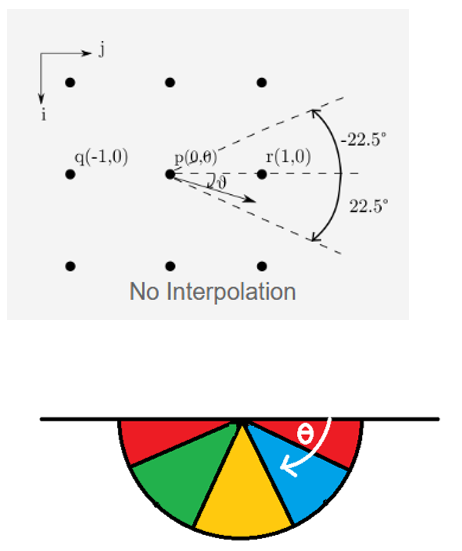 j
i
-22.5°
q(-1,0) p(0,0) r(1,0)
ϑ
22.5°
No Interpolation
θ